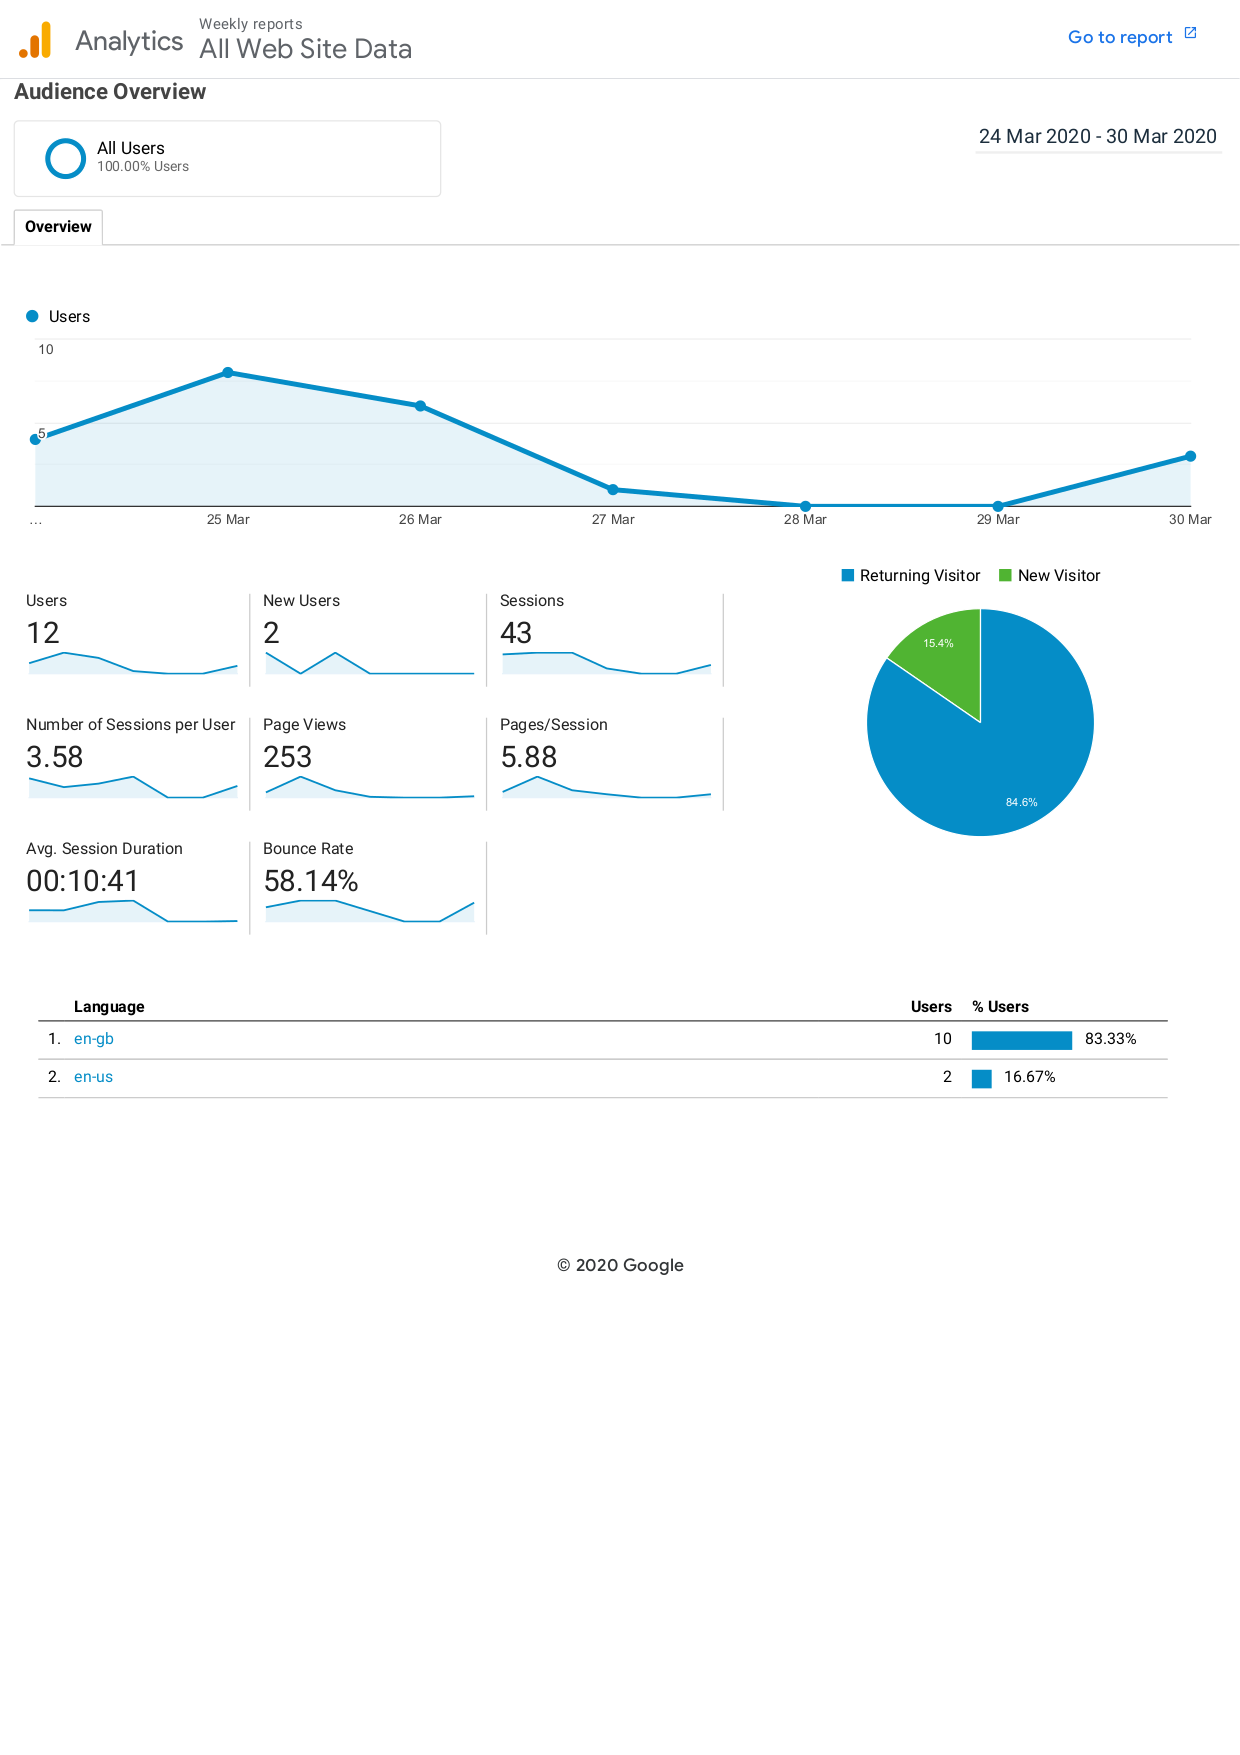 Analytics
Weekly reports
All Web Site Data
Go to report
Audience Overview
All Users
100.00% Users
24 Mar 2020 - 30 Mar 2020
Overview
Users
10
5
...
25 Mar
26 Mar
27 Mar
28 Mar
29 Mar
30 Mar
Returning Visitor
New Visitor
15.4%
84.6%
Users
12
New Users
2
Sessions
43
Number of Sessions per User
3.58
Page Views
253
Pages/Session
5.88
Avg. Session Duration
00:10:41
Bounce Rate
58.14%
Language Users % Users
1. en-gb 10 83.33%
2. en-us 2 16.67%
© 2020 Google